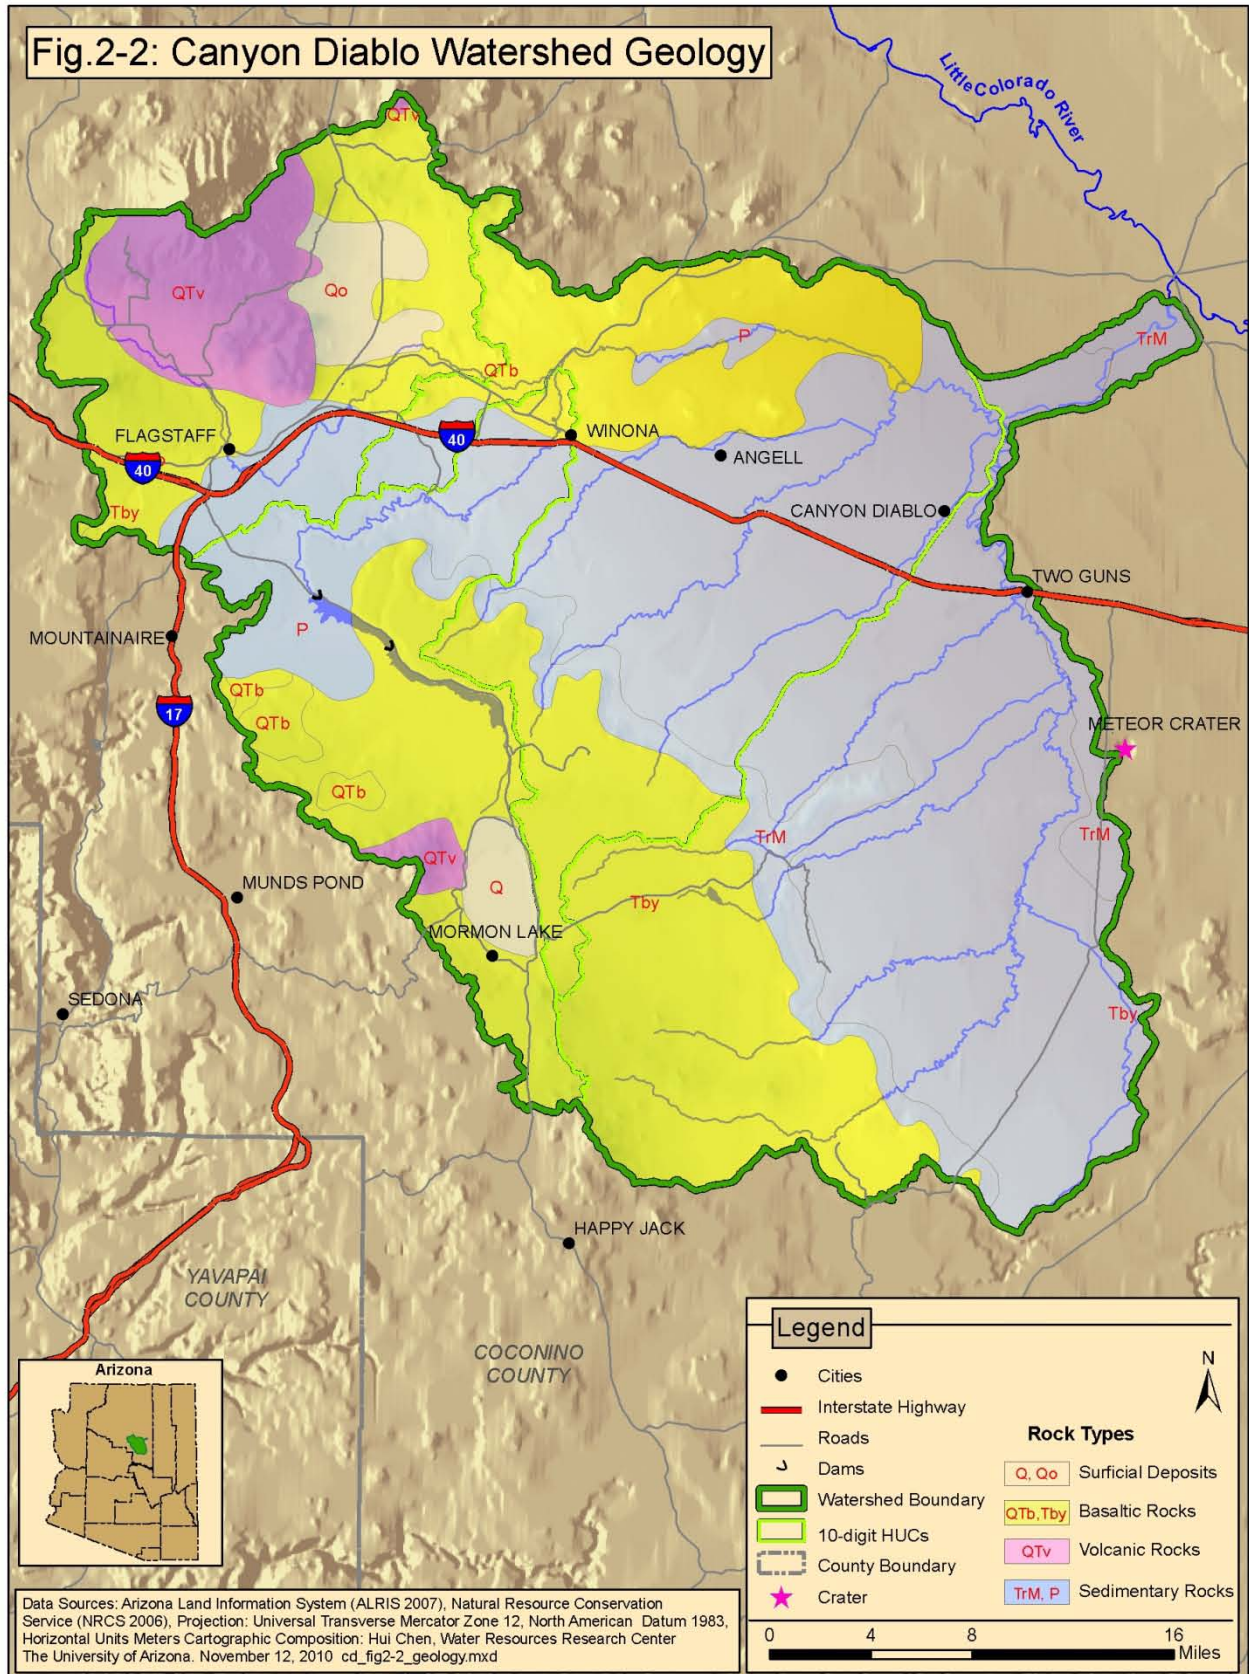 Fig.2-2: Canyon Diablo Watershed Geology
LittleColorado River
QTv
QTv
Qo
P
TrM
QTb
40
FLAGSTAFF
40
WINONA
ANGELL
Tby
CANYON DIABLO
TWO GUNS
MOUNTAINAIRE
P
QTb
17
QTb
METEOR CRATER
QTb
TrM
TrM
QTv
MUNDS POND
Q
Tby
MORMON LAKE
SEDONA
Tby
HAPPY JACK
YAVAPAI
COUNTY
COCONINO
COUNTY
Arizona
Legend
N
Cities
Interstate Highway
Roads
Dams
Watershed Boundary
10-digit HUCs
County Boundary
Crater
Rock Types
Q, Qo Surficial Deposits
QTb,Tby Basaltic Rocks
QTv Volcanic Rocks
TrM, P Sedimentary Rocks
0 4 8 16
Miles
Data Sources: Arizona Land Information System (ALRIS 2007), Natural Resource Conservation
Service (NRCS 2006), Projection: Universal Transverse Mercator Zone 12, North American Datum 1983,
Horizontal Units Meters Cartographic Composition: Hui Chen, Water Resources Research Center
The University of Arizona. November 12, 2010 cd_fig2-2_geology.mxd